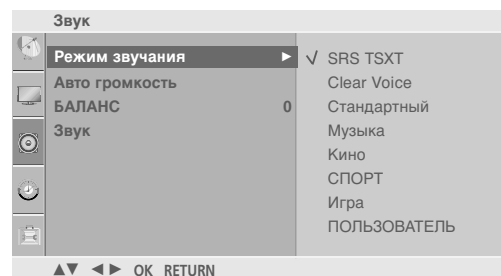 Звук
Режим звучания ►
Авто громкость
БАЛАНС 0
Звук
√ SRS TSXT
Clear Voice
Стандартный
Музыка
Кино
СПОРТ
Игра
ПОЛЬЗОВАТЕЛЬ
▲▼ ◄► OK RETURN